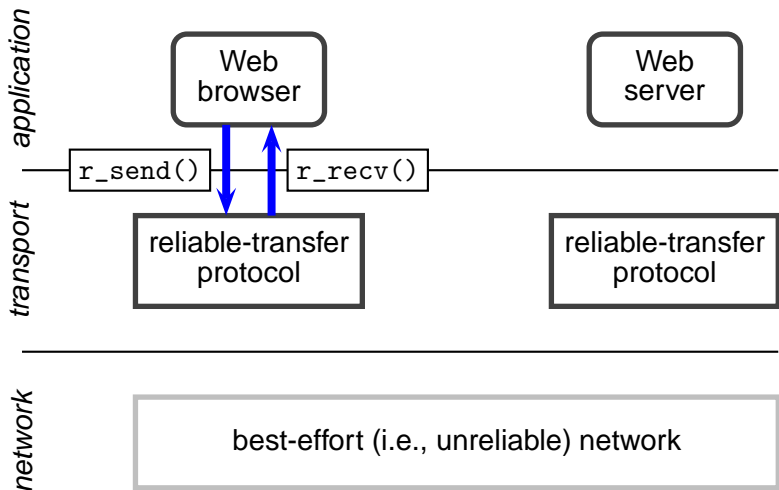 application
Web
browser
Web
server
r_send()
r_recv()
transport
reliable-transfer
protocol
reliable-transfer
protocol
network
best-effort (i.e., unreliable) network